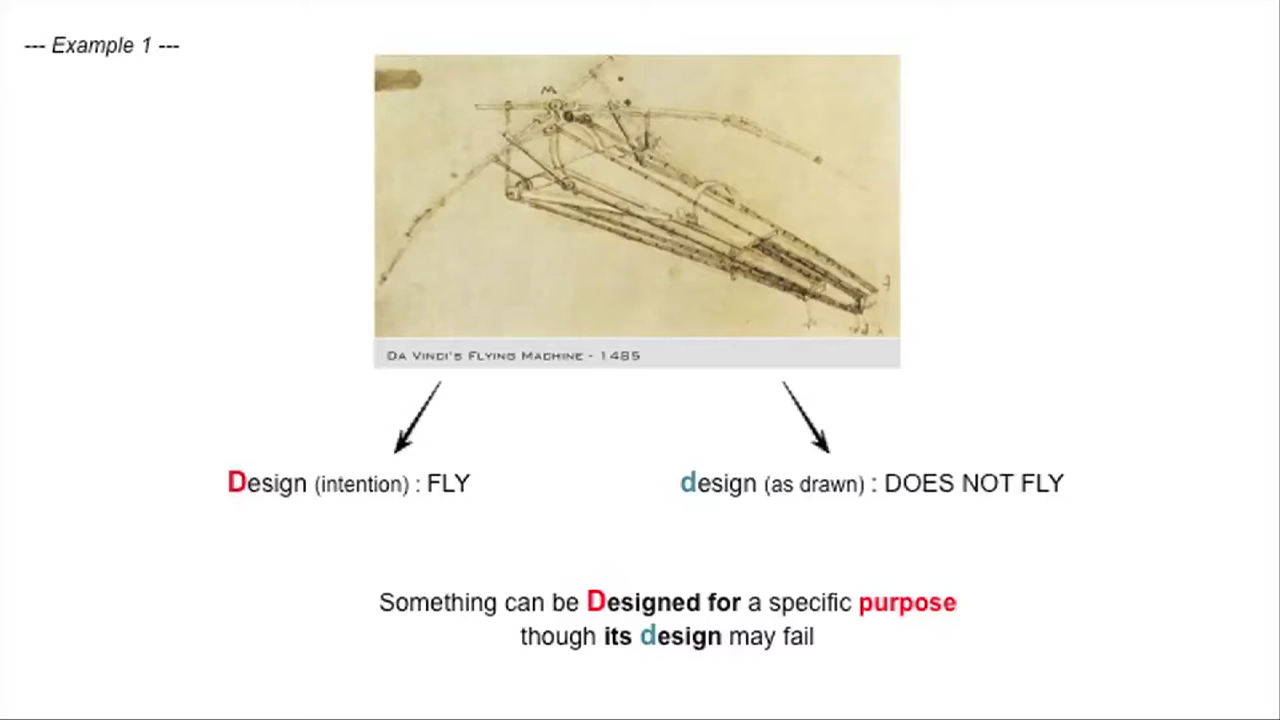 --- Example 1 ---
M
DA VINCI'S FLYING MACHINE - 1485
Design (intention) : FLY
design (as drawn) : DOES NOT FLY
Something can be Designed for a specific purpose
though its design may fail